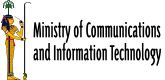 Ministry of Communications
and Information Technology